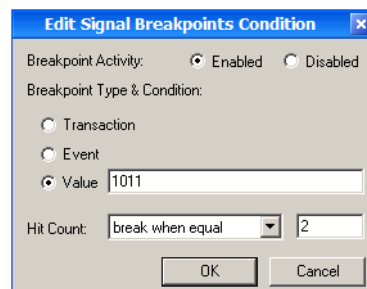 Edit Signal Breakpoints Condition
Breakpoint Activity: Enabled Disabled
Breakpoint Type & Condition:
Transaction
Event
Value 1011
Hit Count: break when equal 2
OK Cancel